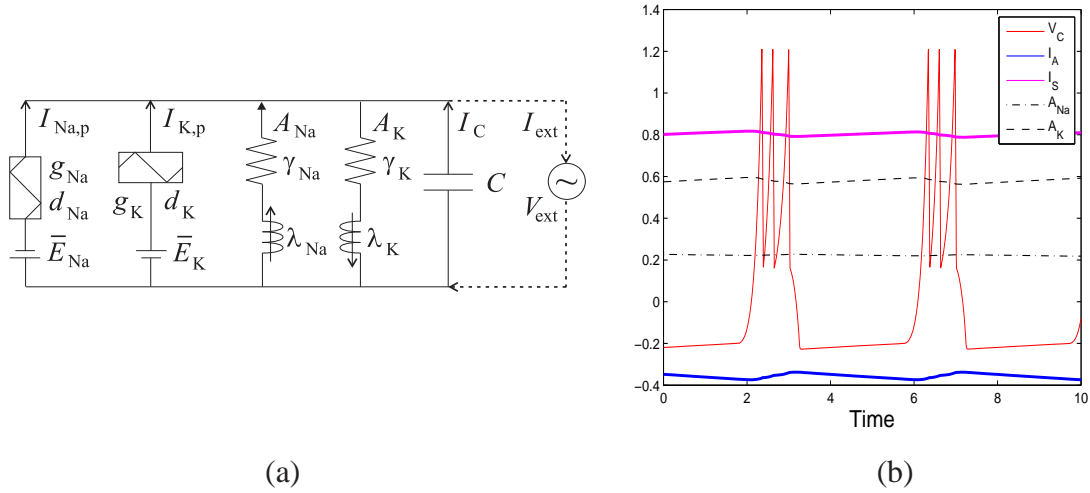 I_Na,p
I_K,p
A_Na
A_K
I_C
I_ext
g_Na
d_Na
γ_Na
γ_K
C
∼
g_K
d_K
V_ext
E̅_Na
E̅_K
λ_Na
λ_K
(a)
1.4
1.2
1
0.8
0.6
0.4
0.2
0
−0.2
−0.4
V_C
I_A
I_S
A_Na
A_K
0 2 4 6 8 10
Time
(b)